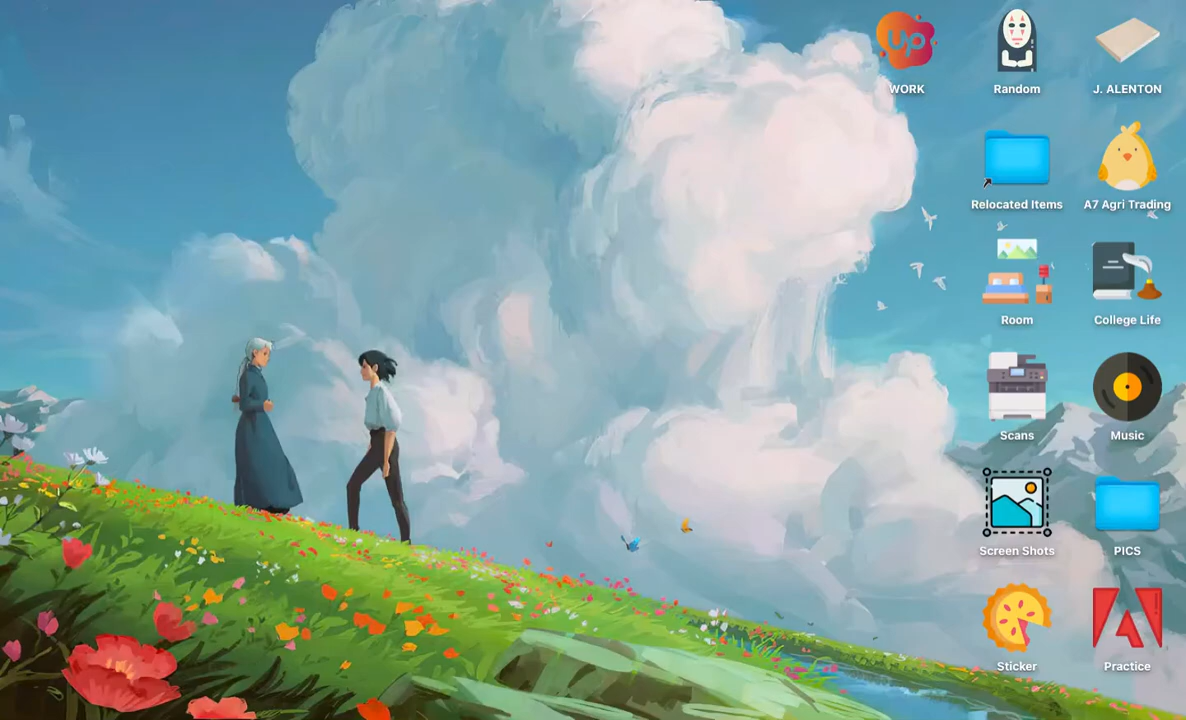 up
WORK
Random
J. ALENTON
Relocated Items
A7 Agri Trading
Room
College Life
Scans
Music
Screen Shots
PICS
Sticker
Practice